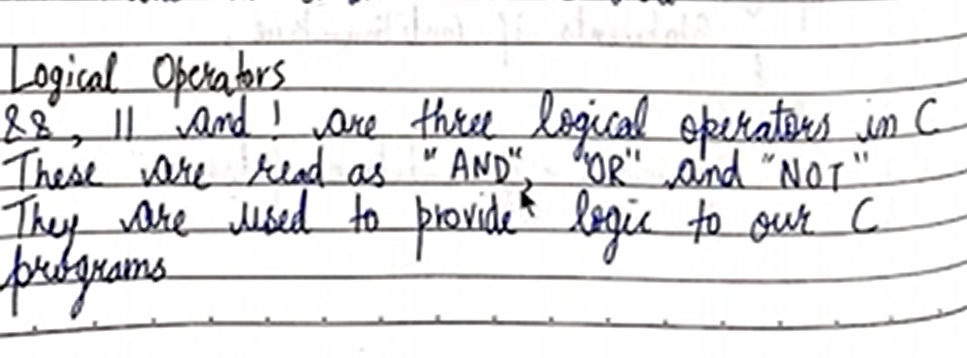 Logical Operators
&&, || and ! are three logical operators in C
These are read as "AND", "OR" and "NOT"
They are used to provide logic to our C
programs